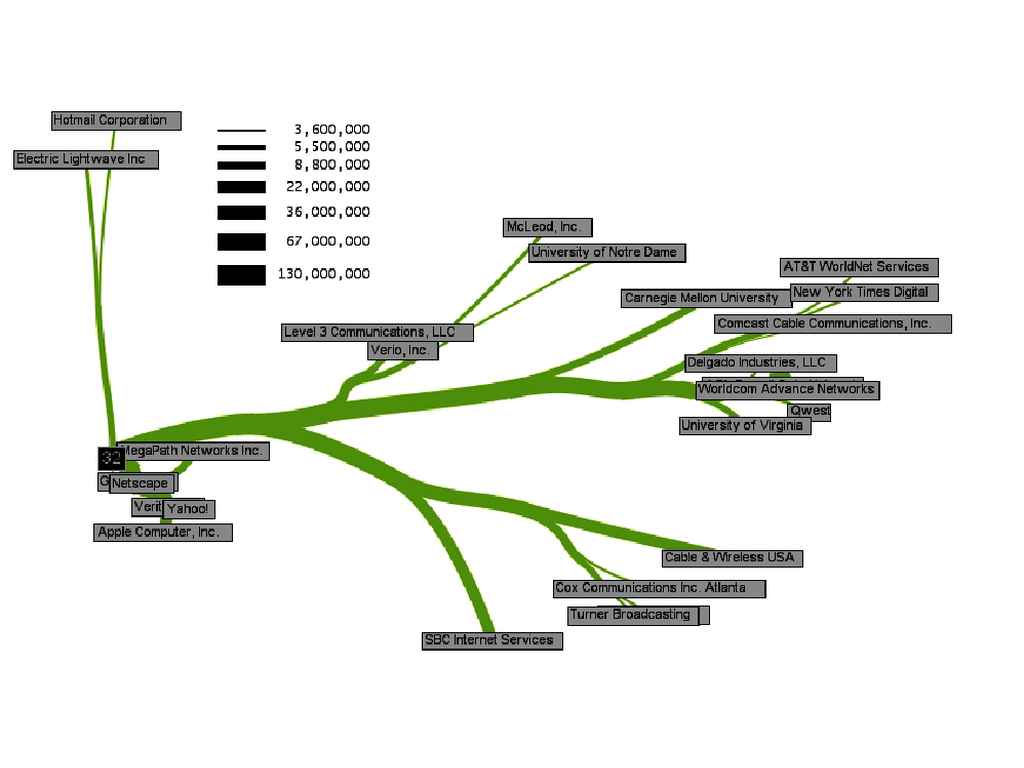 Hotmail Corporation
Electric Lightwave Inc
3,600,000
5,500,000
8,800,000
22,000,000
36,000,000
67,000,000
130,000,000
McLeod, Inc.
University of Notre Dame
AT&T WorldNet Services
New York Times Digital
Carnegie Mellon University
Comcast Cable Communications, Inc.
Level 3 Communications, LLC
Verio, Inc.
Delgado Industries, LLC
Worldcom Advance Networks
Qwest
University of Virginia
MegaPath Networks Inc.
32
Netscape
Yahoo!
Apple Computer, Inc.
Cable & Wireless USA
Cox Communications Inc. Atlanta
Turner Broadcasting
SBC Internet Services